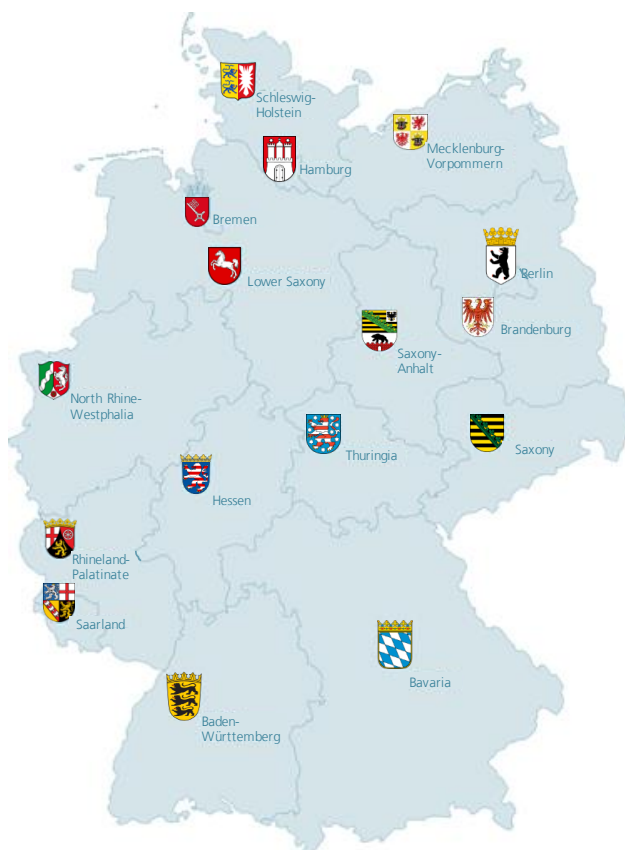 Schleswig-
Holstein
Mecklenburg-
Vorpommern
Hamburg
Bremen
Berlin
Lower Saxony
Brandenburg
Saxony-
Anhalt
North Rhine-
Westphalia
Thuringia
Saxony
Hessen
Rhineland-
Palatinate
Saarland
Bavaria
Baden-
Württemberg